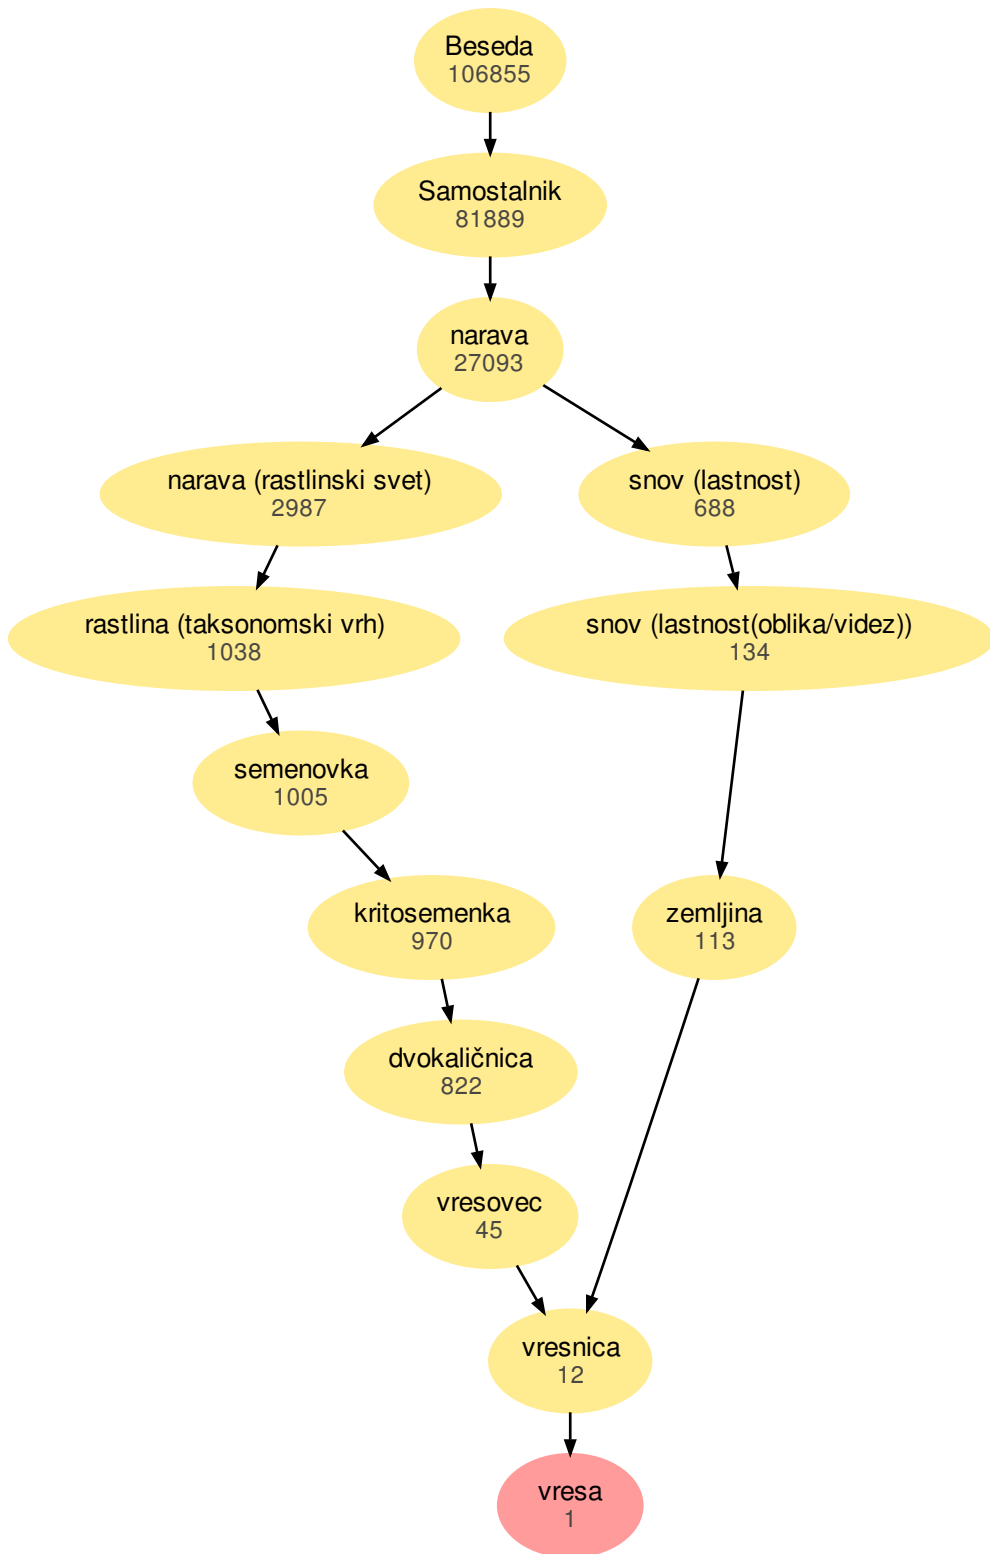 Beseda
106855
Samostalnik
81889
narava
27093
narava (rastlinski svet)
2987
snov (lastnost)
688
rastlina (taksonomski vrh)
1038
snov (lastnost(oblika/videz))
134
semenovka
1005
kritosemenka
970
zemljina
113
dvokaličnica
822
vresovec
45
vresnica
12
vresa
1